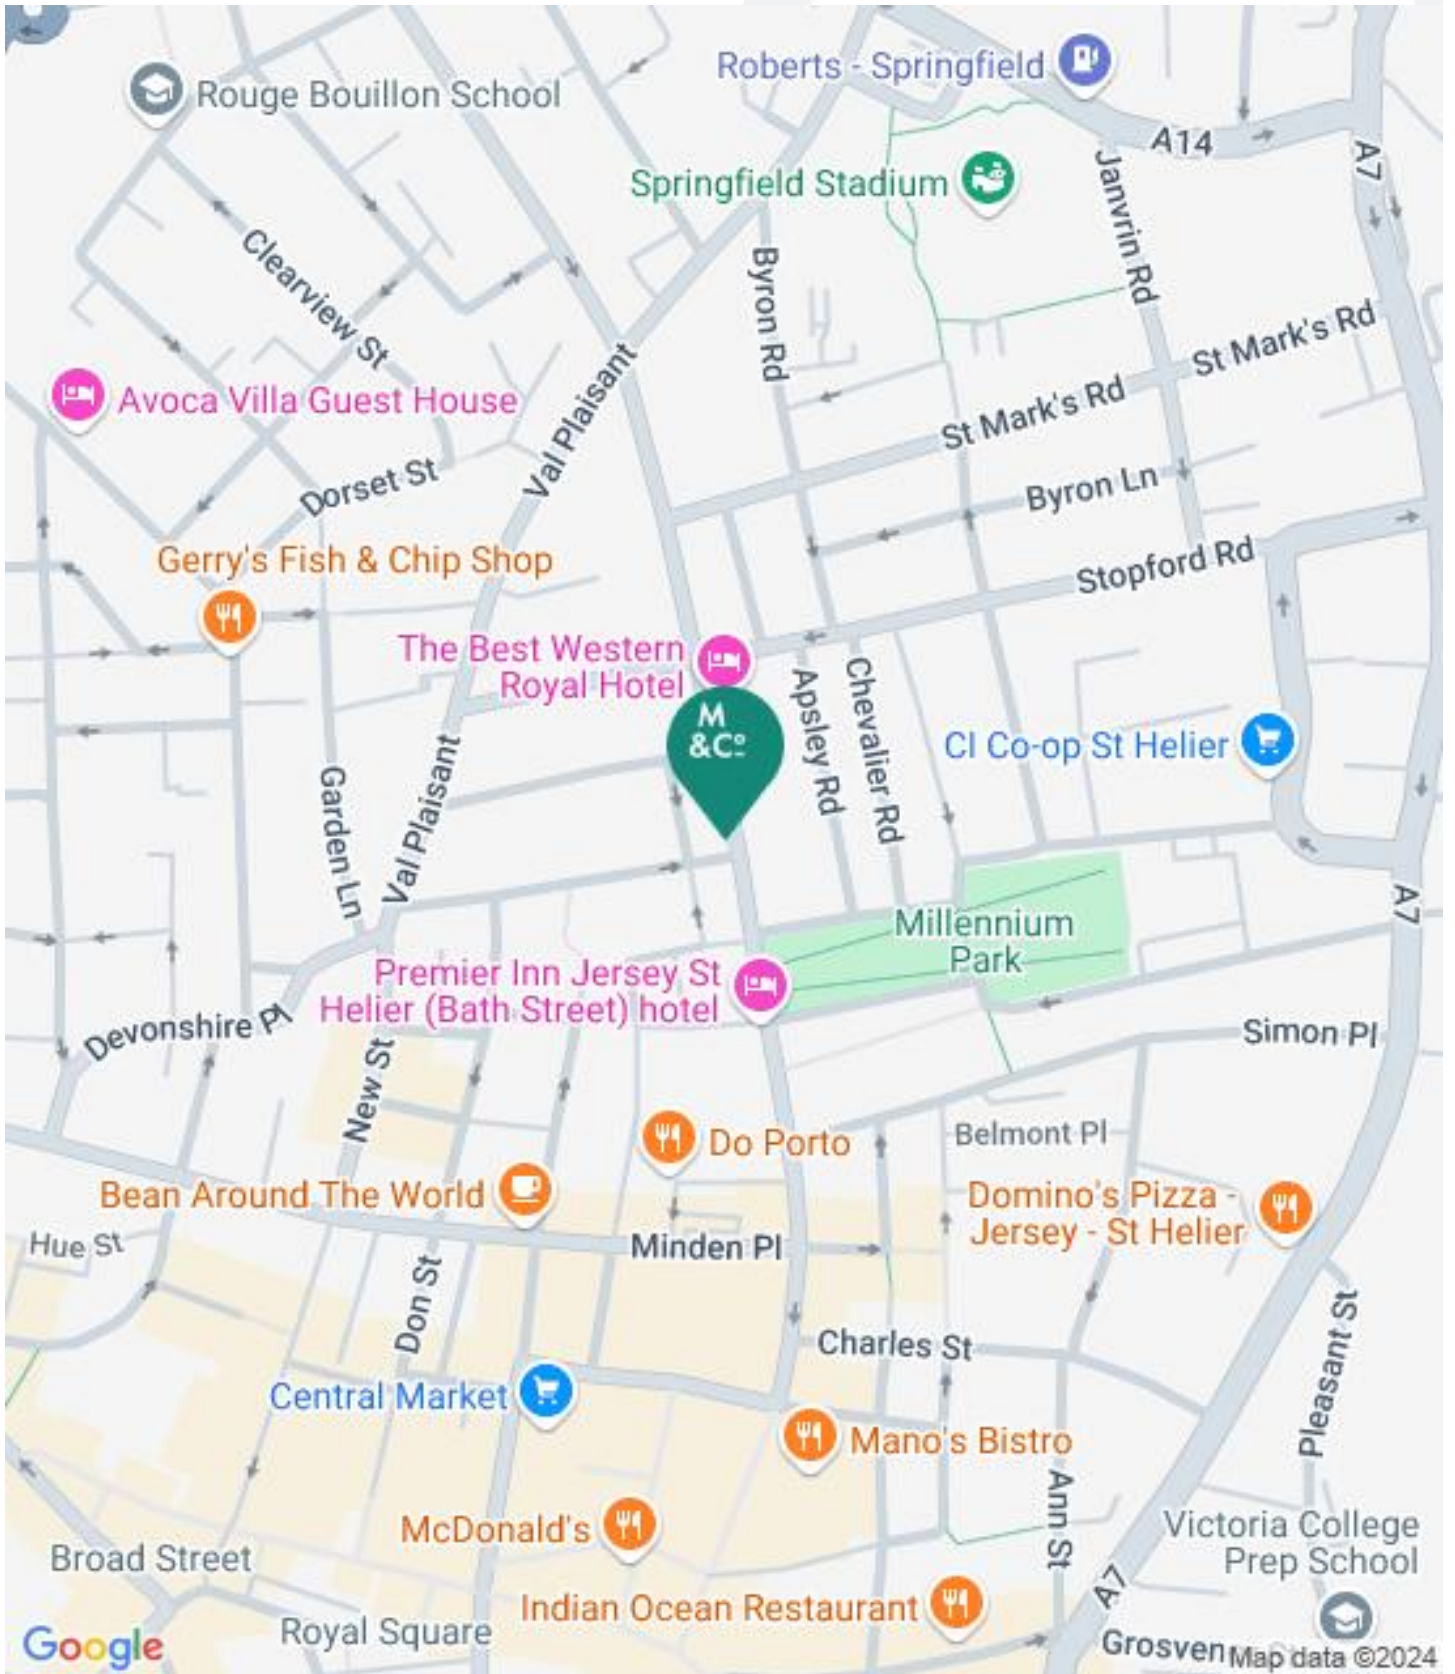 Roberts - Springfield
Rouge Bouillon School
A14
A7
Springfield Stadium
Janvrin Rd
Clearview St
Byron Rd
St Mark's Rd
Avoca Villa Guest House
Val Plaisant
St Mark's Rd
Dorset St
Byron Ln
Gerry's Fish & Chip Shop
Stopford Rd
The Best Western
Royal Hotel
M
&Cº
Apsley Rd
Chevalier Rd
CI Co-op St Helier
Garden Ln
Val Plaisant
A7
Millennium
Park
Premier Inn Jersey St
Helier (Bath Street) hotel
Devonshire Pl
Simon Pl
New St
Do Porto
Belmont Pl
Bean Around The World
Domino's Pizza -
Jersey - St Helier
Hue St
Minden Pl
Don St
Charles St
Pleasant St
Central Market
Mano's Bistro
Ann St
McDonald's
Victoria College
Prep School
Broad Street
A7
Indian Ocean Restaurant
Royal Square
Google
Grosven
Map data ©2024